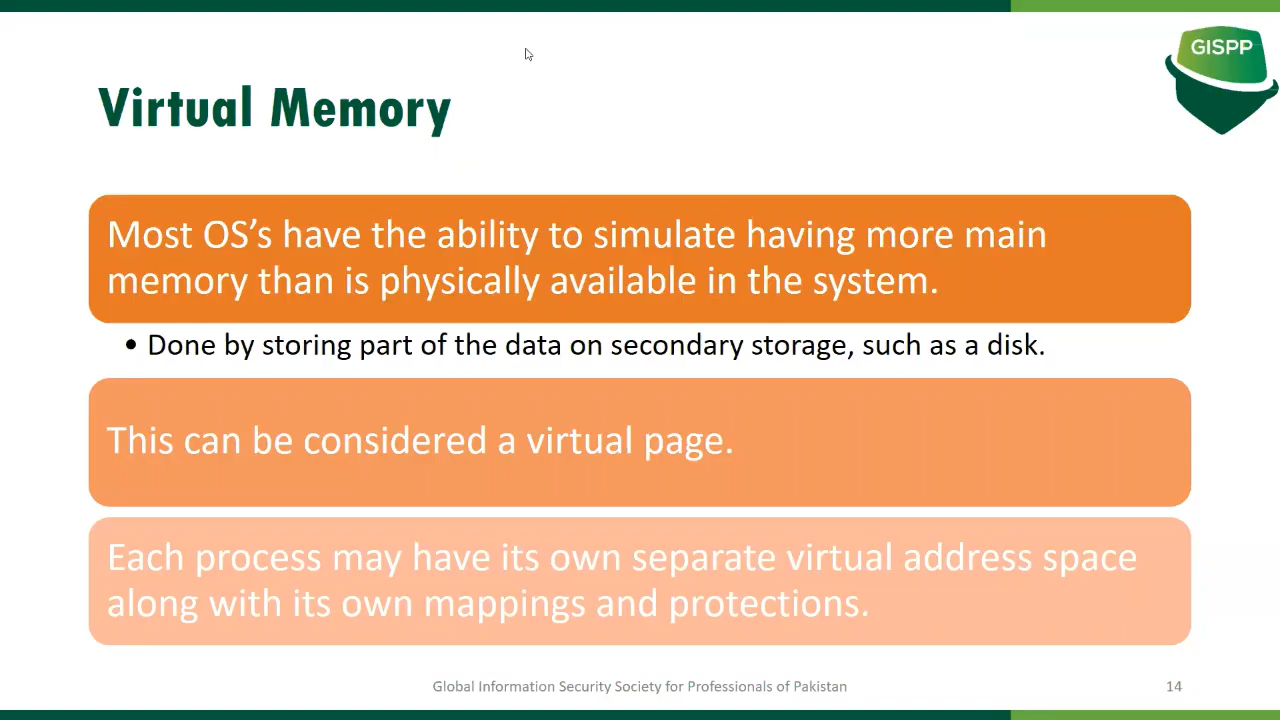 GISPP
Virtual Memory
Most OS’s have the ability to simulate having more main
memory than is physically available in the system.
• Done by storing part of the data on secondary storage, such as a disk.
This can be considered a virtual page.
Each process may have its own separate virtual address space
along with its own mappings and protections.
Global Information Security Society for Professionals of Pakistan
14